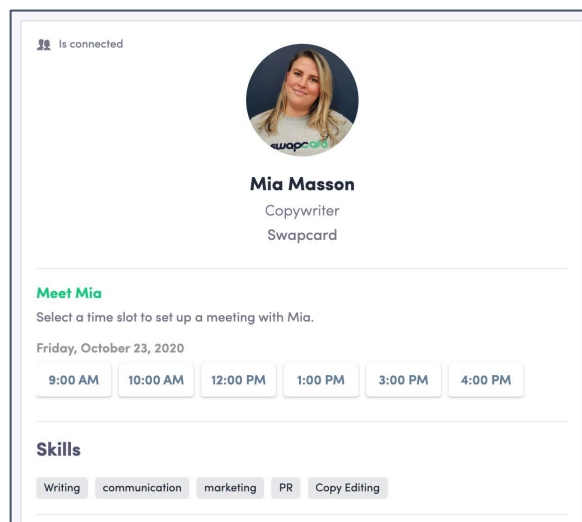 Is connected
swapcard
Mia Masson
Copywriter
Swapcard
Meet Mia
Select a time slot to set up a meeting with Mia.
Friday, October 23, 2020
9:00 AM 10:00 AM 12:00 PM 1:00 PM 3:00 PM 4:00 PM
Skills
Writing communication marketing PR Copy Editing